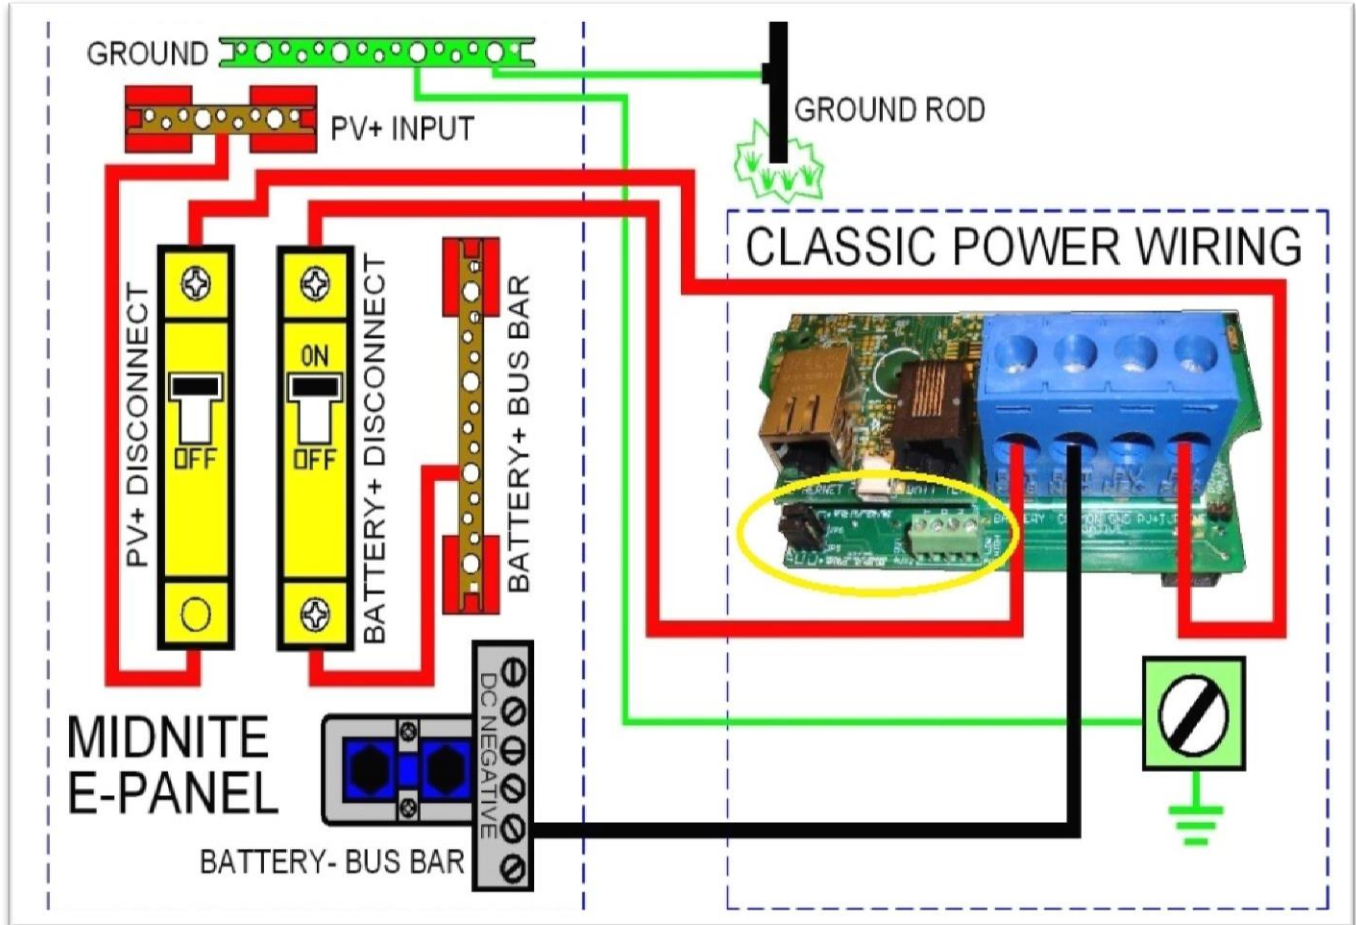 GROUND
PV+ INPUT
GROUND ROD
CLASSIC POWER WIRING
PV+ DISCONNECT
OFF
ON
OFF
BATTERY+ DISCONNECT
BATTERY+ BUS BAR
MIDNITE
E-PANEL
DC NEGATIVE
BATTERY- BUS BAR
BATTERY